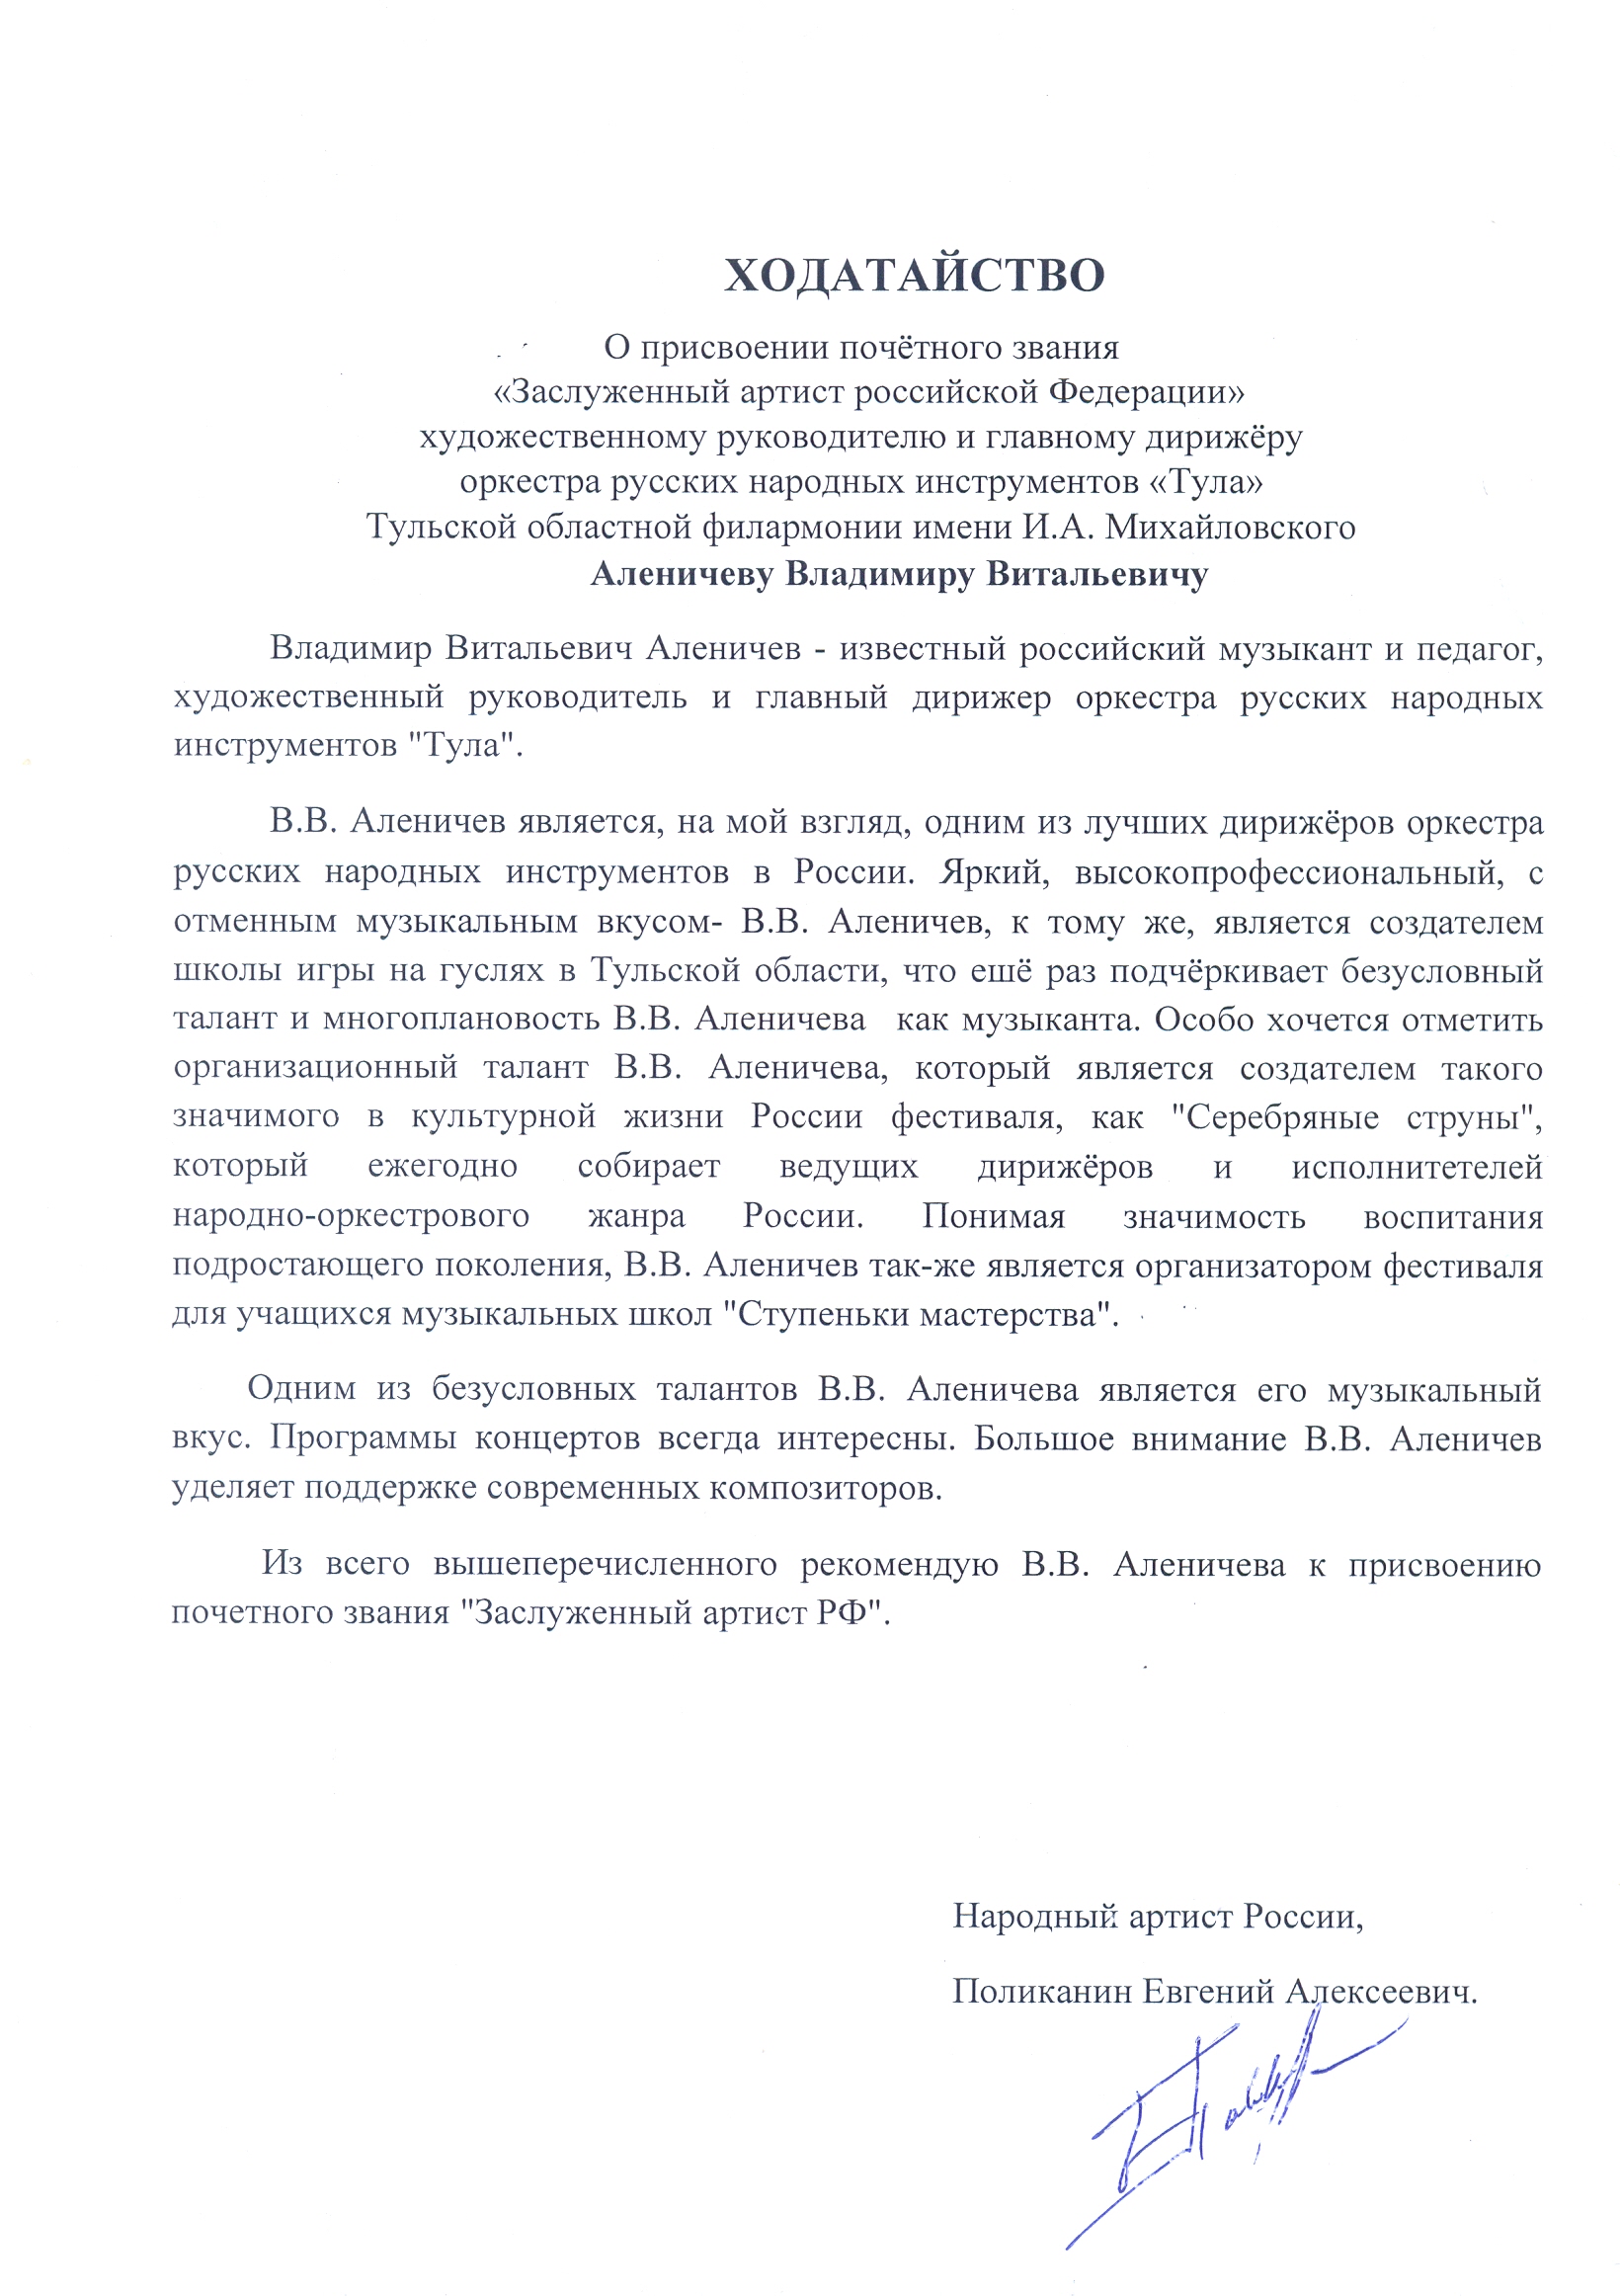 ХОДАТАЙСТВО
О присвоении почётного звания
«Заслуженный артист российской Федерации»
художественному руководителю и главному дирижёру
оркестра русских народных инструментов «Тула»
Тульской областной филармонии имени И.А. Михайловского
Аленичеву Владимиру Витальевичу
Владимир Витальевич Аленичев - известный российский музыкант и педагог,
художественный руководитель и главный дирижер оркестра русских народных
инструментов "Тула".
В.В. Аленичев является, на мой взгляд, одним из лучших дирижёров оркестра
русских народных инструментов в России. Яркий, высокопрофессиональный, с
отменным музыкальным вкусом- В.В. Аленичев, к тому же, является создателем
школы игры на гуслях в Тульской области, что ешё раз подчёркивает безусловный
талант и многоплановость В.В. Аленичева как музыканта. Особо хочется отметить
организационный талант В.В. Аленичева, который является создателем такого
значимого в культурной жизни России фестиваля, как "Серебряные струны",
который ежегодно собирает ведущих дирижёров и исполнитетелей
народно-оркестрового жанра России. Понимая значимость воспитания
подростающего поколения, В.В. Аленичев так-же является организатором фестиваля
для учащихся музыкальных школ "Ступеньки мастерства".
Одним из безусловных талантов В.В. Аленичева является его музыкальный
вкус. Программы концертов всегда интересны. Большое внимание В.В. Аленичев
уделяет поддержке современных композиторов.
Из всего вышеперечисленного рекомендую В.В. Аленичева к присвоению
почетного звания "Заслуженный артист РФ".
Народный артист России,
Поликанин Евгений Алексеевич.